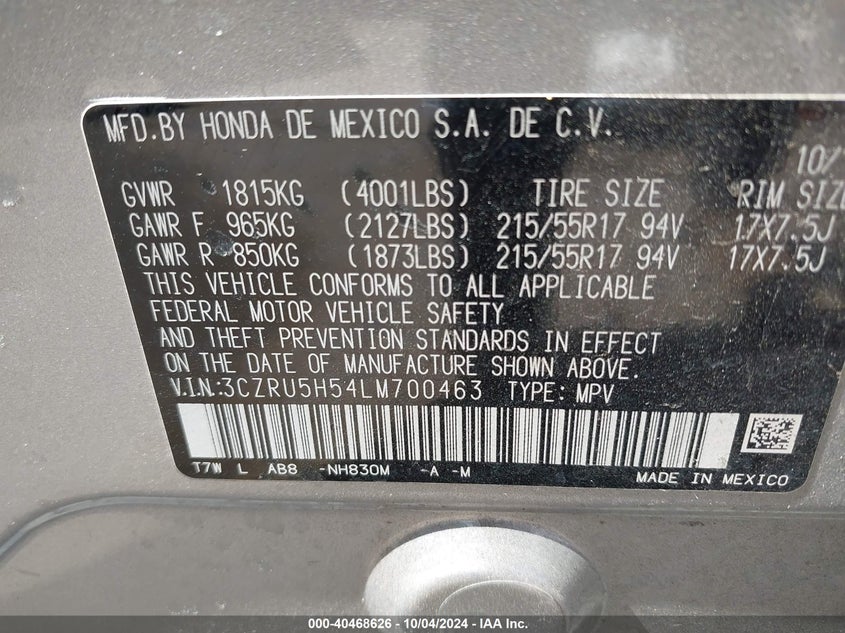 MFD.BY HONDA DE MEXICO S.A. DE C.V.
10/
GVWR 1815KG (4001LBS) TIRE SIZE RIM SIZE
GAWR F 965KG (2127LBS) 215/55R17 94V 17X7.5J
GAWR R 850KG (1873LBS) 215/55R17 94V 17X7.5J
THIS VEHICLE CONFORMS TO ALL APPLICABLE
FEDERAL MOTOR VEHICLE SAFETY
AND THEFT PREVENTION STANDARDS IN EFFECT
ON THE DATE OF MANUFACTURE SHOWN ABOVE.
V.I.N.:3CZRU5H54LM700463 TYPE: MPV
T7W L AB8 -NH830M -A -M
MADE IN MEXICO
000-40468626 - 10/04/2024 - IAA Inc.